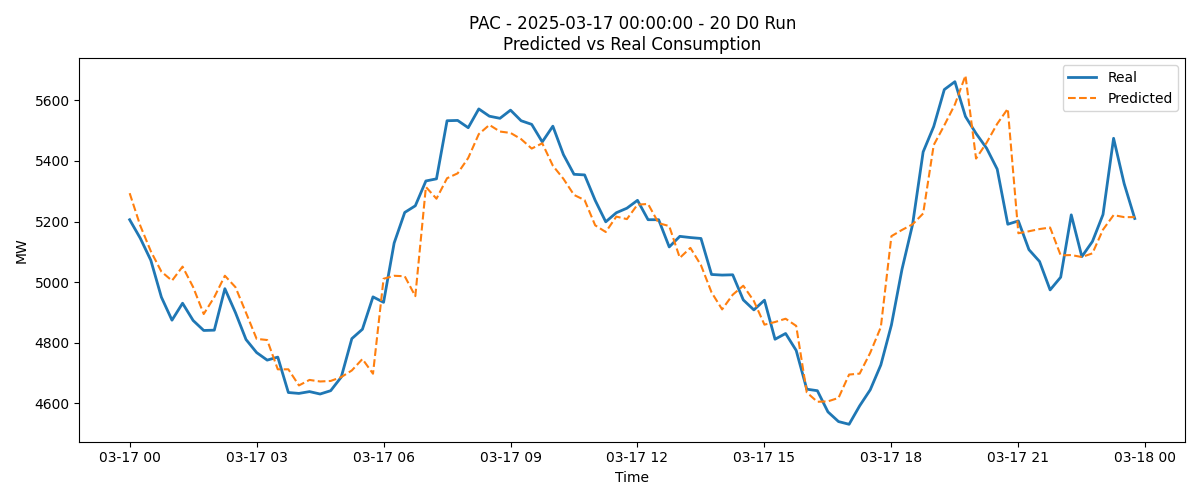 PAC - 2025-03-17 00:00:00 - 20 D0 Run
Predicted vs Real Consumption
Real
Predicted
MW
5600
5400
5200
5000
4800
4600
03-17 00
03-17 03
03-17 06
03-17 09
03-17 12
03-17 15
03-17 18
03-17 21
03-18 00
Time